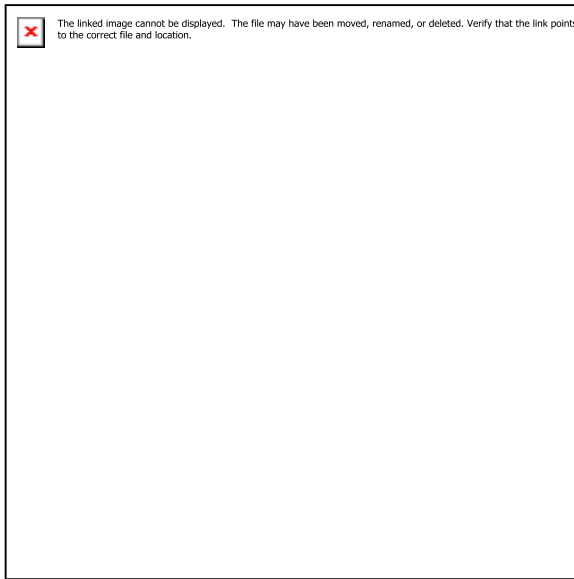 The linked image cannot be displayed.  The file may have been moved, renamed, or deleted. Verify that the link points
to the correct file and location.